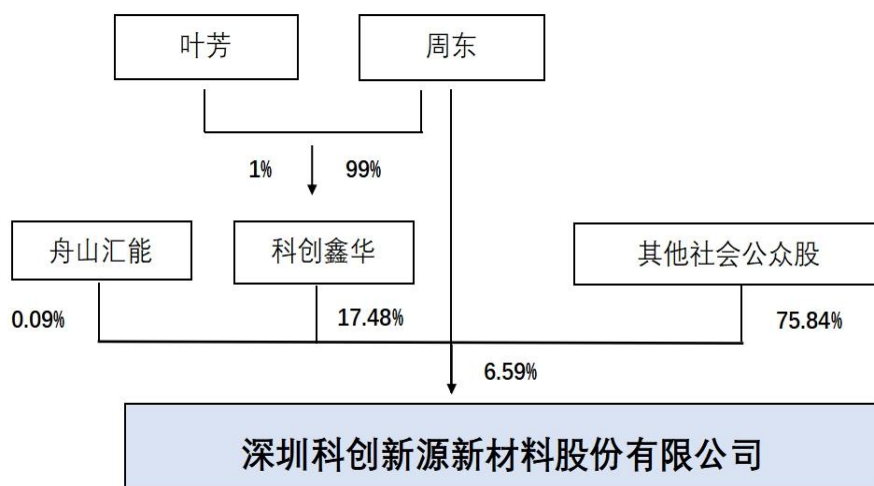 叶芳
周东
1%
99%
舟山汇能
科创鑫华
其他社会公众股
0.09%
17.48%
75.84%
6.59%
深圳科创新源新材料股份有限公司